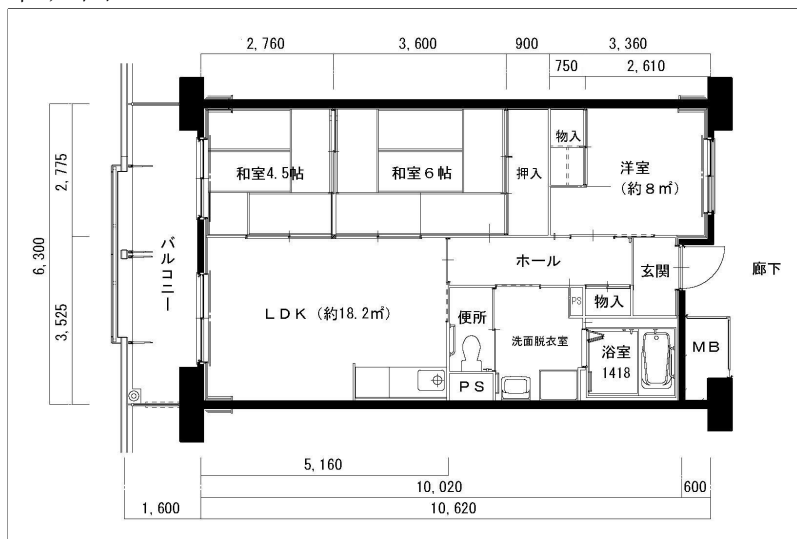 2,760
3,600
900
3,360
750
2,610
和室4.5帖
和室6帖
押入
物入
洋室
(約8㎡)
2,775
6,300
3,525
バルコニー
ホール
玄関
廊下
LDK(約18.2㎡)
便所
PS
物入
洗面脱衣室
浴室
1418
MB
PS
5,160
10,020
600
1,600
10,620